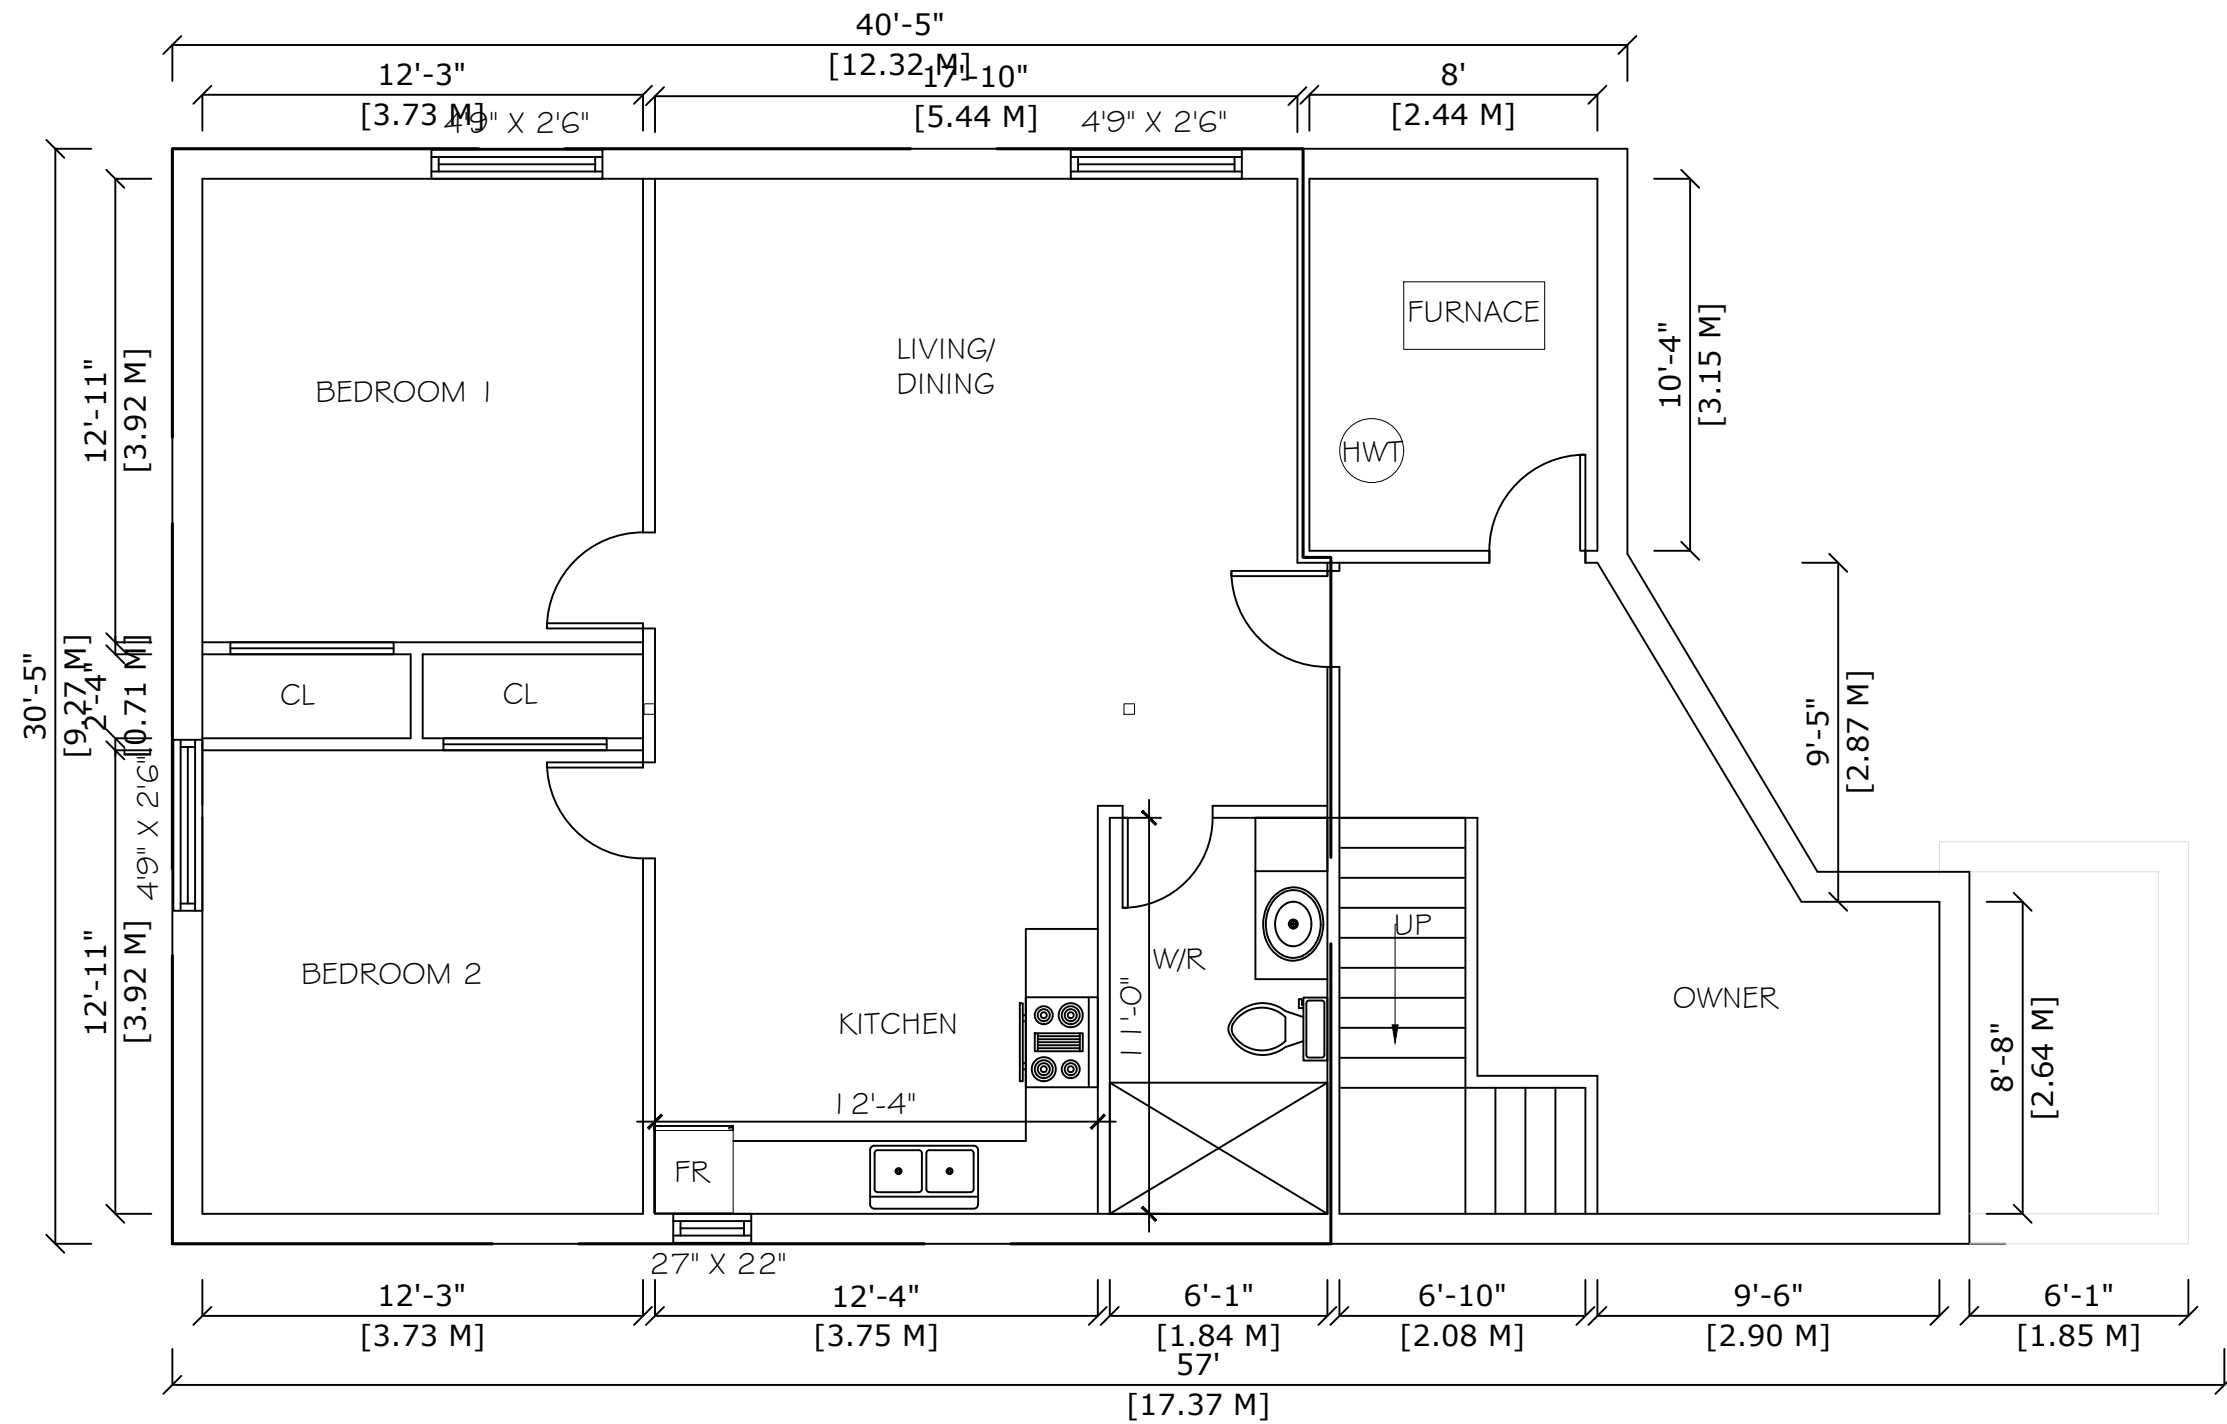 40'-5"
[12.32 M]
12'-3"
[3.73 M]
17'-10"
[5.44 M]
8'
[2.44 M]
4'9" X 2'6"
4'9" X 2'6"
FURNACE
LIVING/
DINING
BEDROOM 1
HWT
12'-11"
[3.92 M]
10'-4"
[3.15 M]
30'-5"
[9.27 M]
2'-4"
[0.71 M]
CL
CL
9'-5"
[2.87 M]
4'9" X 2'6"
UP
W/R
BEDROOM 2
12'-11"
[3.92 M]
KITCHEN
11'-0"
OWNER
8'-8"
[2.64 M]
12'-4"
FR
27" X 22"
12'-3"
[3.73 M]
12'-4"
[3.75 M]
6'-1"
[1.84 M]
6'-10"
[2.08 M]
9'-6"
[2.90 M]
6'-1"
[1.85 M]
57'
[17.37 M]